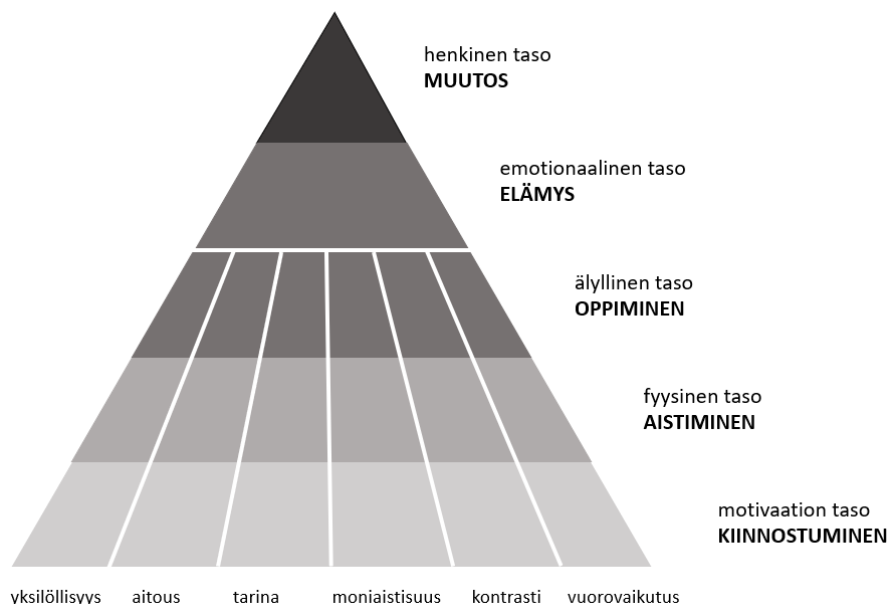 henkinen taso
MUUTOS
emotionaalinen taso
ELÄMYS
älyllinen taso
OPPIMINEN
fyysinen taso
AISTIMINEN
motivaation taso
KIINNOSTUMINEN
yksilöllisyys aitous tarina moniaistisuus kontrasti vuorovaikutus